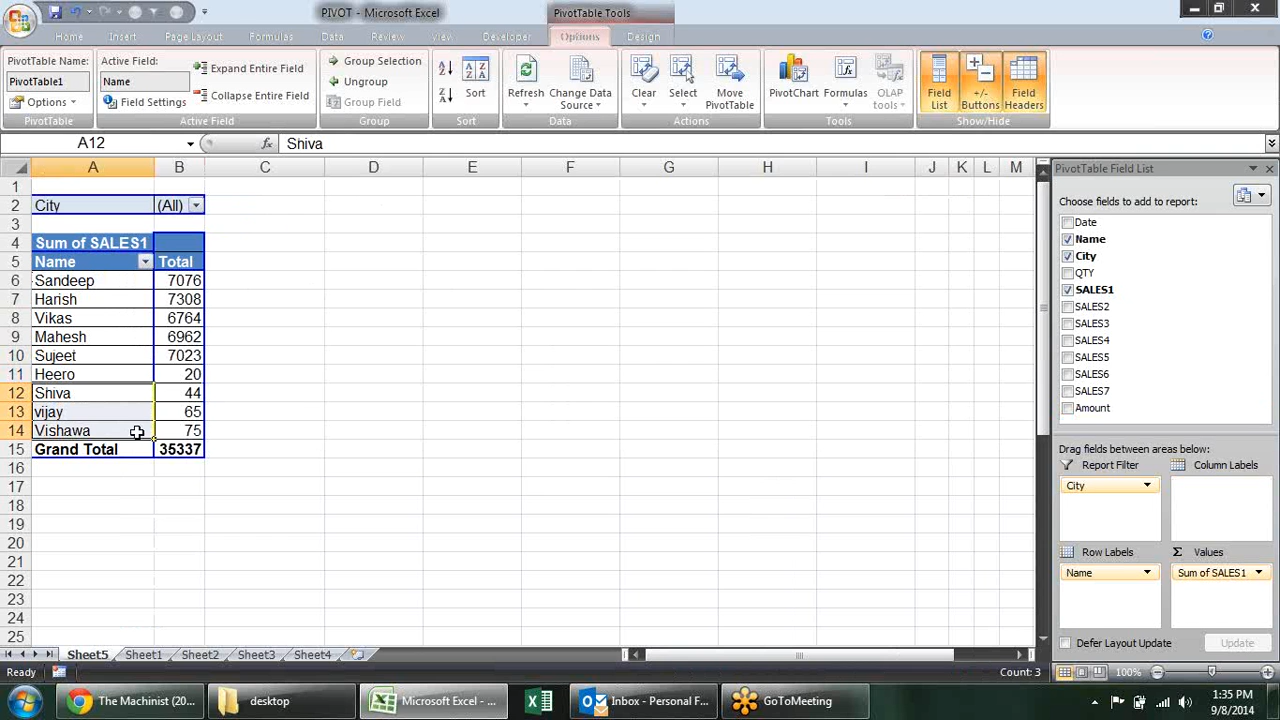 PIVOT - Microsoft Excel
PivotTable Tools
Home Insert Page Layout Formulas Data Review View Developer Options Design
PivotTable Name:
PivotTable1
Options
PivotTable
Active Field:
Name
Field Settings
Expand Entire Field
Collapse Entire Field
Active Field
Group Selection
Ungroup
Group Field
Group
Sort
Sort
Refresh
Change Data Source
Data
Clear
Select
Move PivotTable
Actions
PivotChart
Formulas
OLAP tools
Tools
Field List
+/- Buttons
Field Headers
Show/Hide
A12
fx
Shiva
A B C D E F G H I J K L M
1
2 City (All)
3
4 Sum of SALES1
5 Name Total
6 Sandeep 7076
7 Harish 7308
8 Vikas 6764
9 Mahesh 6962
10 Sujeet 7023
11 Heero 20
12 Shiva 44
13 vijay 65
14 Vishawa 75
15 Grand Total 35337
16
17
18
19
20
21
22
23
24
25
PivotTable Field List
Choose fields to add to report:
Date
Name
City
QTY
SALES1
SALES2
SALES3
SALES4
SALES5
SALES6
SALES7
Amount
Drag fields between areas below:
Report Filter
City
Column Labels
Row Labels
Name
Σ Values
Sum of SALES1
Defer Layout Update
Update
Sheet5 Sheet1 Sheet2 Sheet3 Sheet4
Ready
Count: 3
100%
The Machinist (20...
desktop
Microsoft Excel - ...
Inbox - Personal F...
GoToMeeting
1:35 PM
9/8/2014